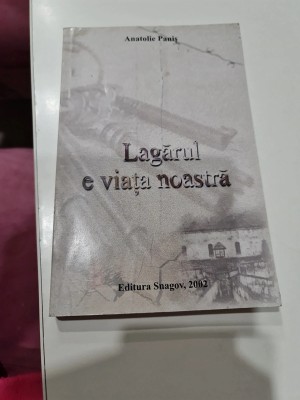 Anatolie Paniș
Lagărul
e viața noastră
Editura Snagov, 2002